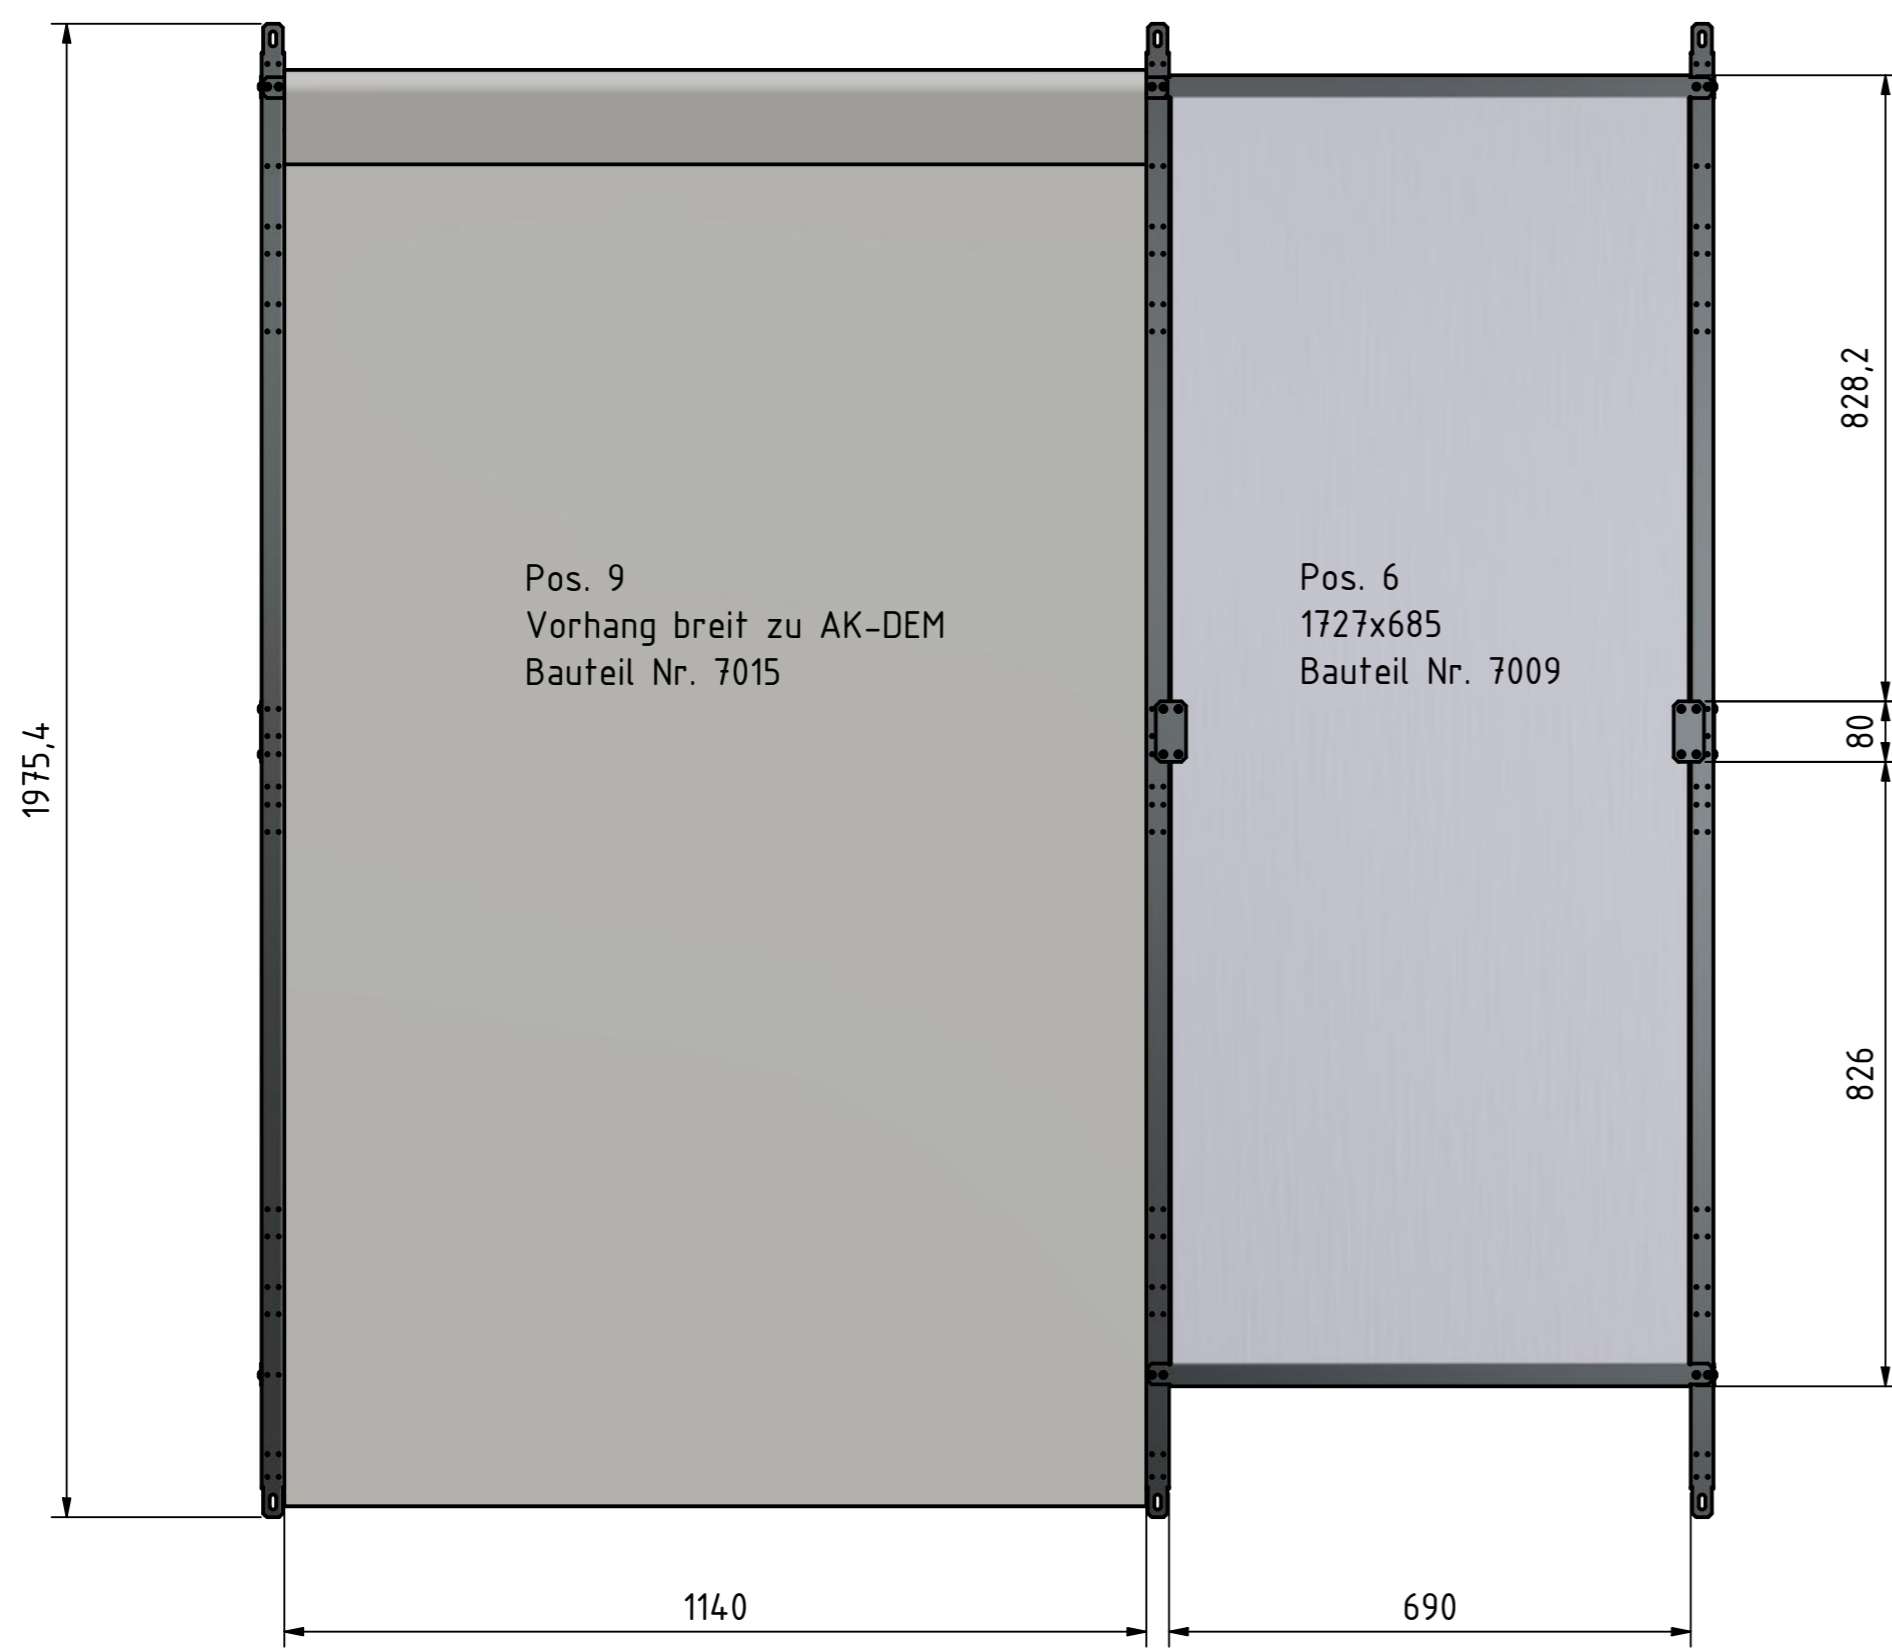 828,2
Pos. 9
Vorhang breit zu AK-DEM
Bauteil Nr. 7015
Pos. 6
1727x685
Bauteil Nr. 7009
1975,4
80
826
1140
690